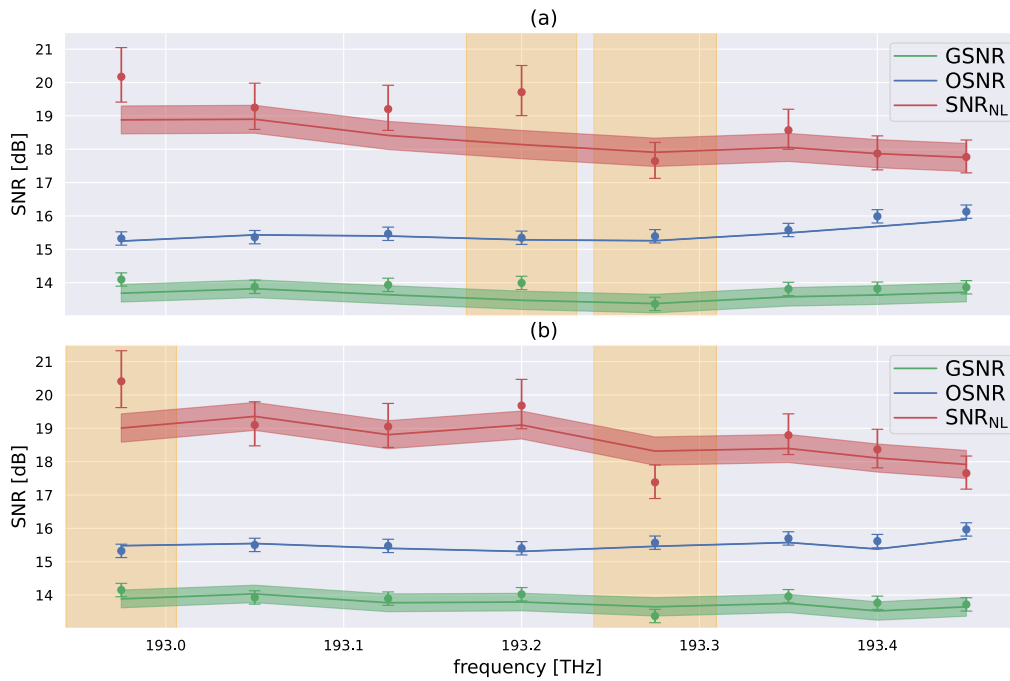 (a)
SNR [dB]
21
20
19
18
17
16
15
14
GSNR
OSNR
SNR_NL
(b)
SNR [dB]
21
20
19
18
17
16
15
14
GSNR
OSNR
SNR_NL
193.0 193.1 193.2 193.3 193.4
frequency [THz]